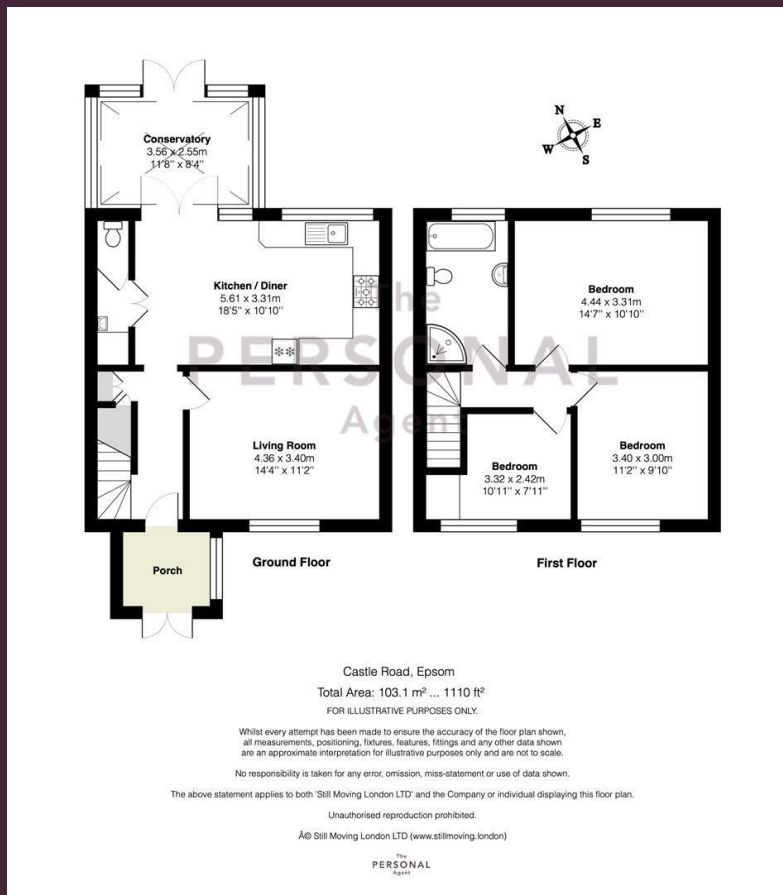 Conservatory
3.56 x 2.55m
11'8'' x 8'4''
N
E
W
S
Kitchen / Diner
5.61 x 3.31m
18'5'' x 10'10''
Bedroom
4.44 x 3.31m
14'7'' x 10'10''
The
PERSONAL
Agent
Living Room
4.36 x 3.40m
14'4'' x 11'2''
Bedroom
3.32 x 2.42m
10'11'' x 7'11''
Bedroom
3.40 x 3.00m
11'2'' x 9'10''
Porch
Ground Floor
First Floor
Castle Road, Epsom
Total Area: 103.1 m² ... 1110 ft²
FOR ILLUSTRATIVE PURPOSES ONLY.
Whilst every attempt has been made to ensure the accuracy of the floor plan shown,
all measurements, positioning, fixtures, features, fittings and any other data shown
are an approximate interpretation for illustrative purposes only and are not to scale.
No responsibility is taken for any error, omission, miss-statement or use of data shown.
The above statement applies to both 'Still Moving London LTD' and the Company or individual displaying this floor plan.
Unauthorised reproduction prohibited.
Â© Still Moving London LTD (www.stillmoving.london)
The
PERSONAL
Agent